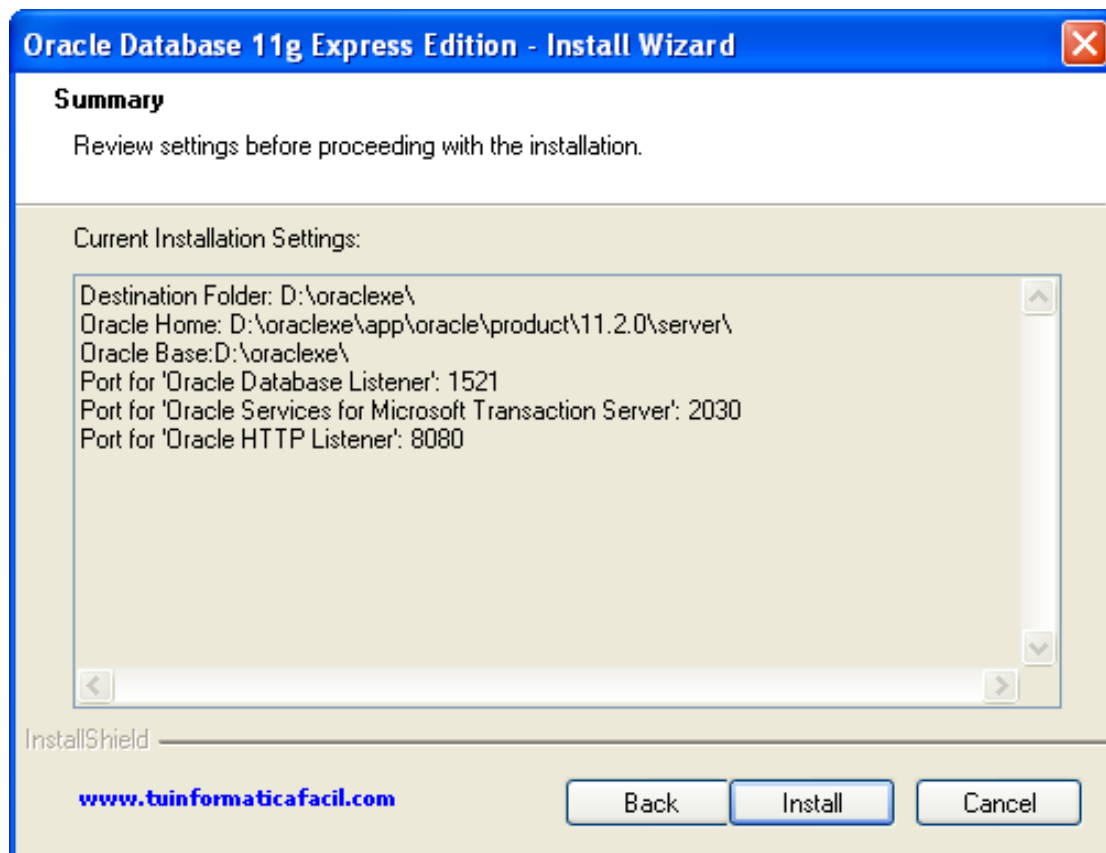 Oracle Database 11g Express Edition - Install Wizard
Summary
Review settings before proceeding with the installation.
Current Installation Settings:
Destination Folder: D:\oraclexe\
Oracle Home: D:\oraclexe\app\oracle\product\11.2.0\server\
Oracle Base:D:\oraclexe\
Port for 'Oracle Database Listener': 1521
Port for 'Oracle Services for Microsoft Transaction Server': 2030
Port for 'Oracle HTTP Listener': 8080
InstallShield
www.tuinformaticafacil.com
Back Install Cancel